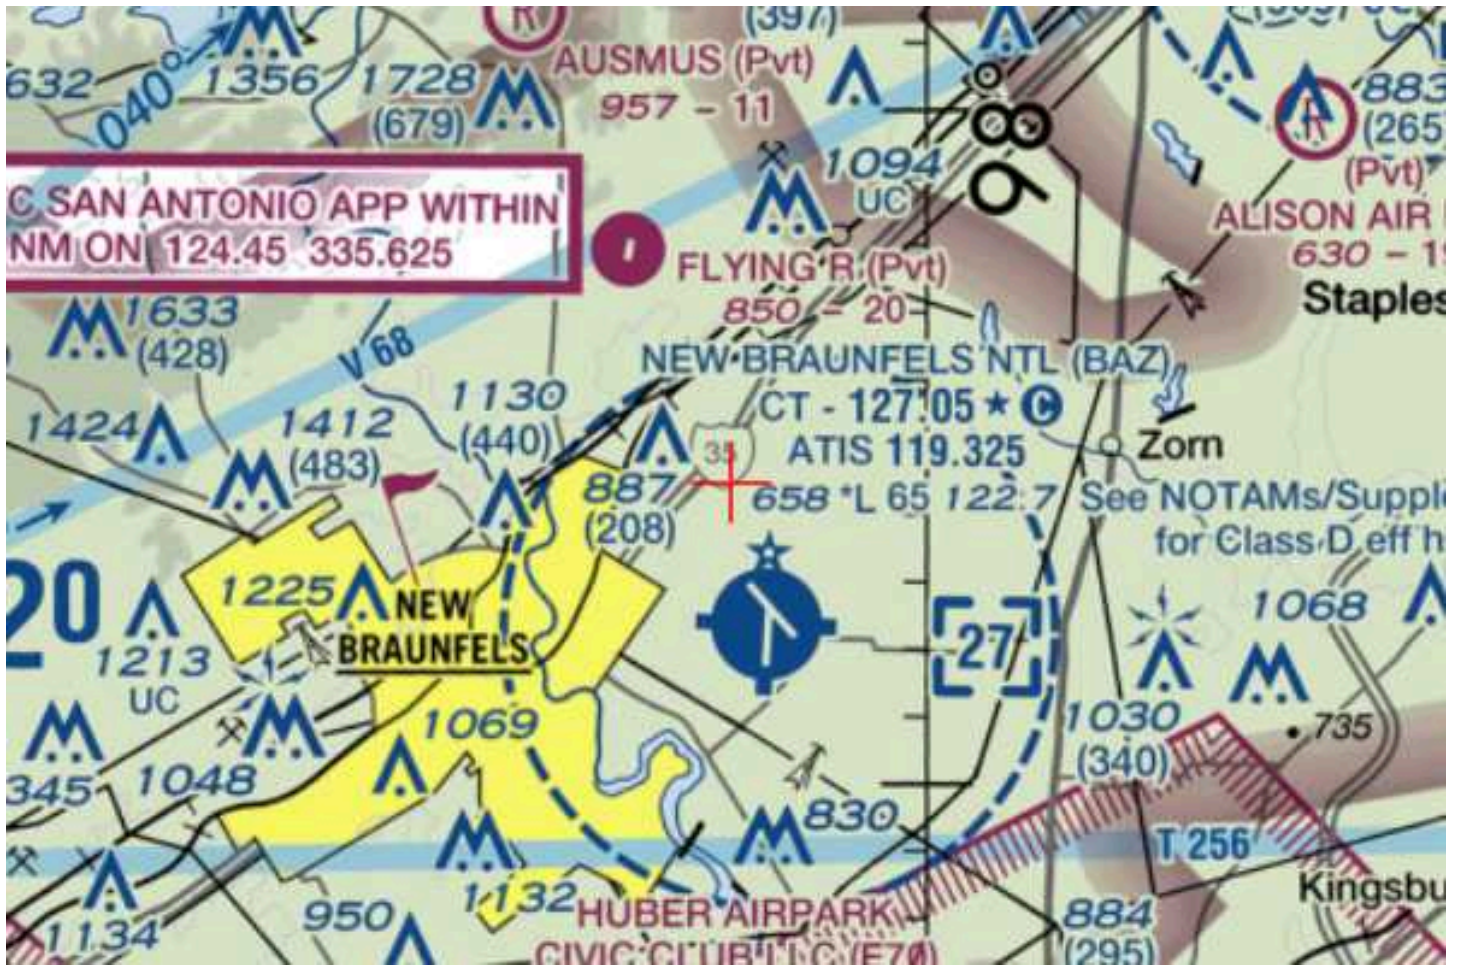 (397)
R
AUSMUS (Pvt)
957 - 11
632
040°
1356
1728
(679)
883
(265)
R
(Pvt)
ALISON AIR
630 - 19
1094
UC
C SAN ANTONIO APP WITHIN
NM ON 124.45 335.625
FLYING R (Pvt)
850 - 20
Staples
1633
(428)
V 68
NEW BRAUNFELS NTL (BAZ)
CT - 127.05 ★ C
ATIS 119.325
658 *L 65 122.7
See NOTAMs/Supple
for Class D eff h
Zorn
35
1130
(440)
1424
1412
(483)
887
(208)
20
1225
NEW
BRAUNFELS
1213
UC
27
1068
1069
1030
(340)
735
345
1048
830
T 256
Kingsbu
1132
950
1134
HUBER AIRPARK
CIVIC CLUB LLC (E70)
884
(295)